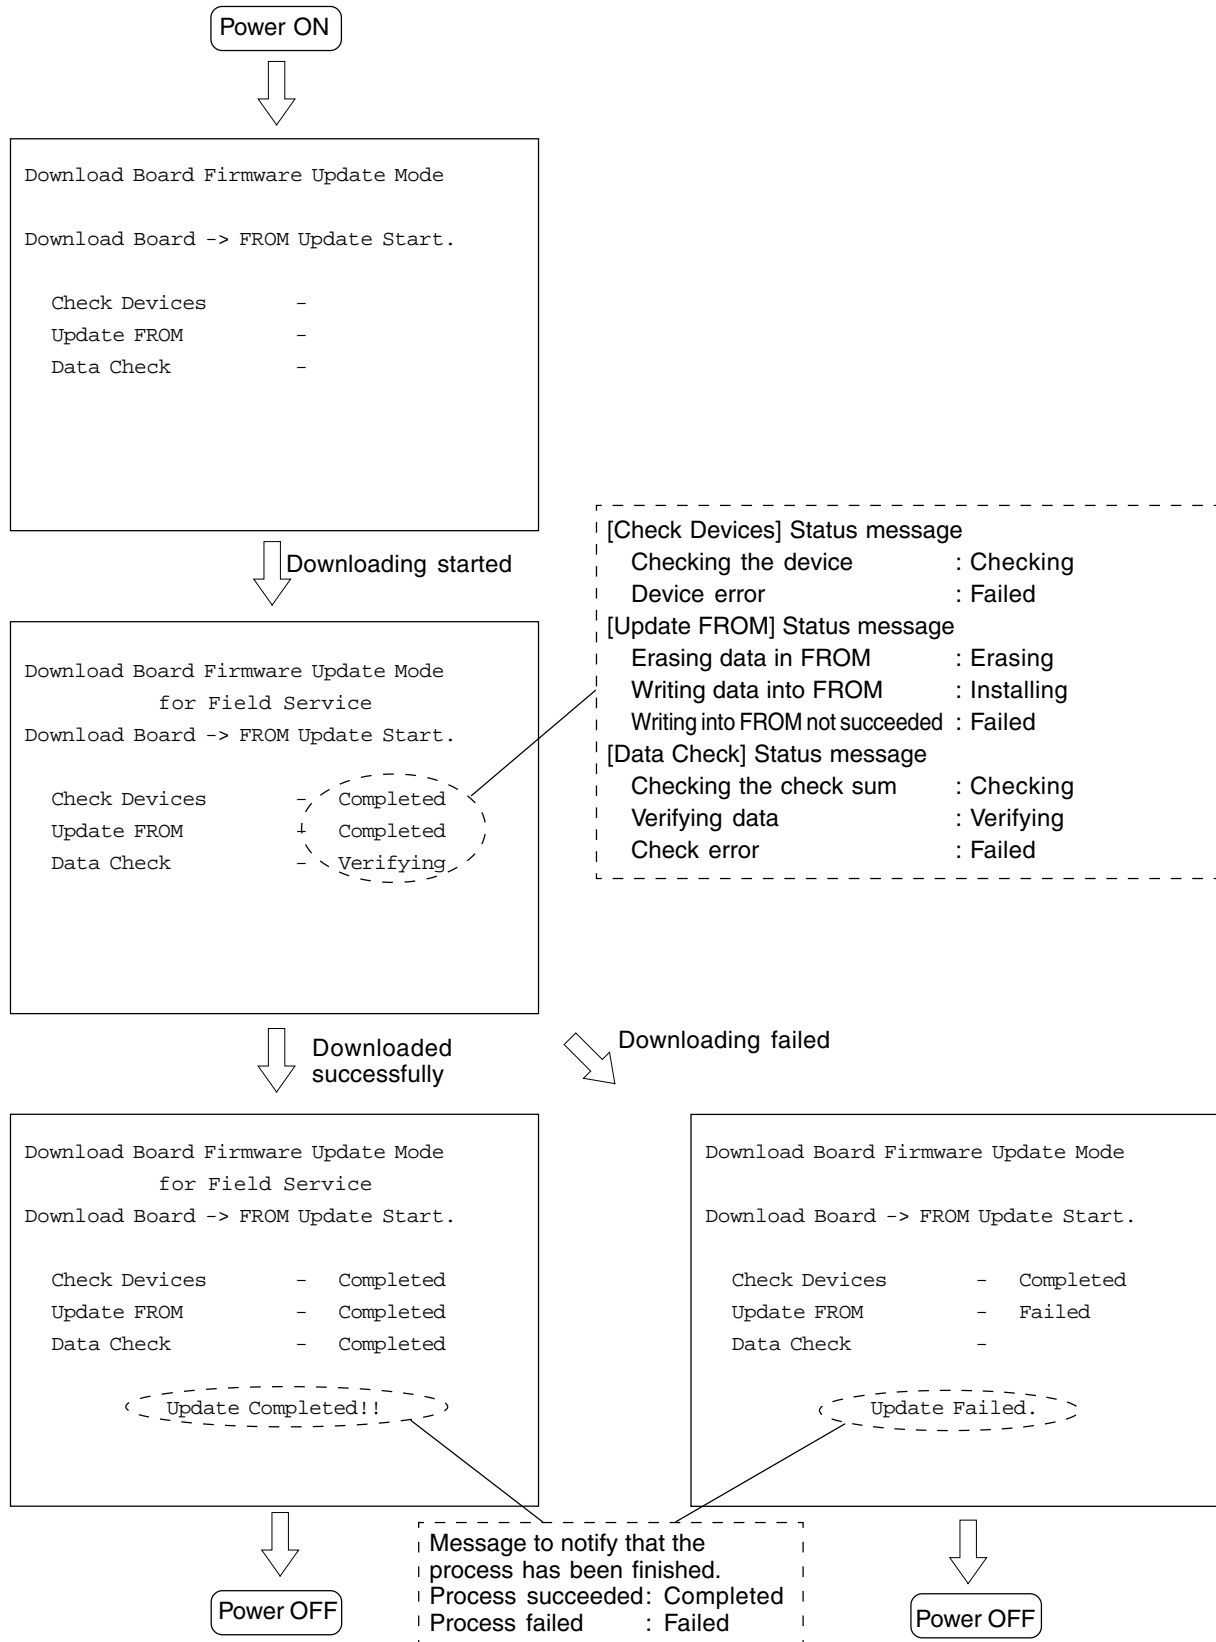 Power ON
Download Board Firmware Update Mode
Download Board -> FROM Update Start.
Check Devices -
Update FROM -
Data Check -
Downloading started
[Check Devices] Status message
Checking the device : Checking
Device error : Failed
[Update FROM] Status message
Erasing data in FROM : Erasing
Writing data into FROM : Installing
Writing into FROM not succeeded : Failed
[Data Check] Status message
Checking the check sum : Checking
Verifying data : Verifying
Check error : Failed
Download Board Firmware Update Mode
for Field Service
Download Board -> FROM Update Start.
Check Devices - Completed
Update FROM - Completed
Data Check - Verifying
Downloaded
successfully
Downloading failed
Download Board Firmware Update Mode
for Field Service
Download Board -> FROM Update Start.
Check Devices - Completed
Update FROM - Completed
Data Check - Completed
Update Completed!!
Download Board Firmware Update Mode
Download Board -> FROM Update Start.
Check Devices - Completed
Update FROM - Failed
Data Check -
Update Failed.
Message to notify that the
process has been finished.
Process succeeded: Completed
Process failed : Failed
Power OFF
Power OFF